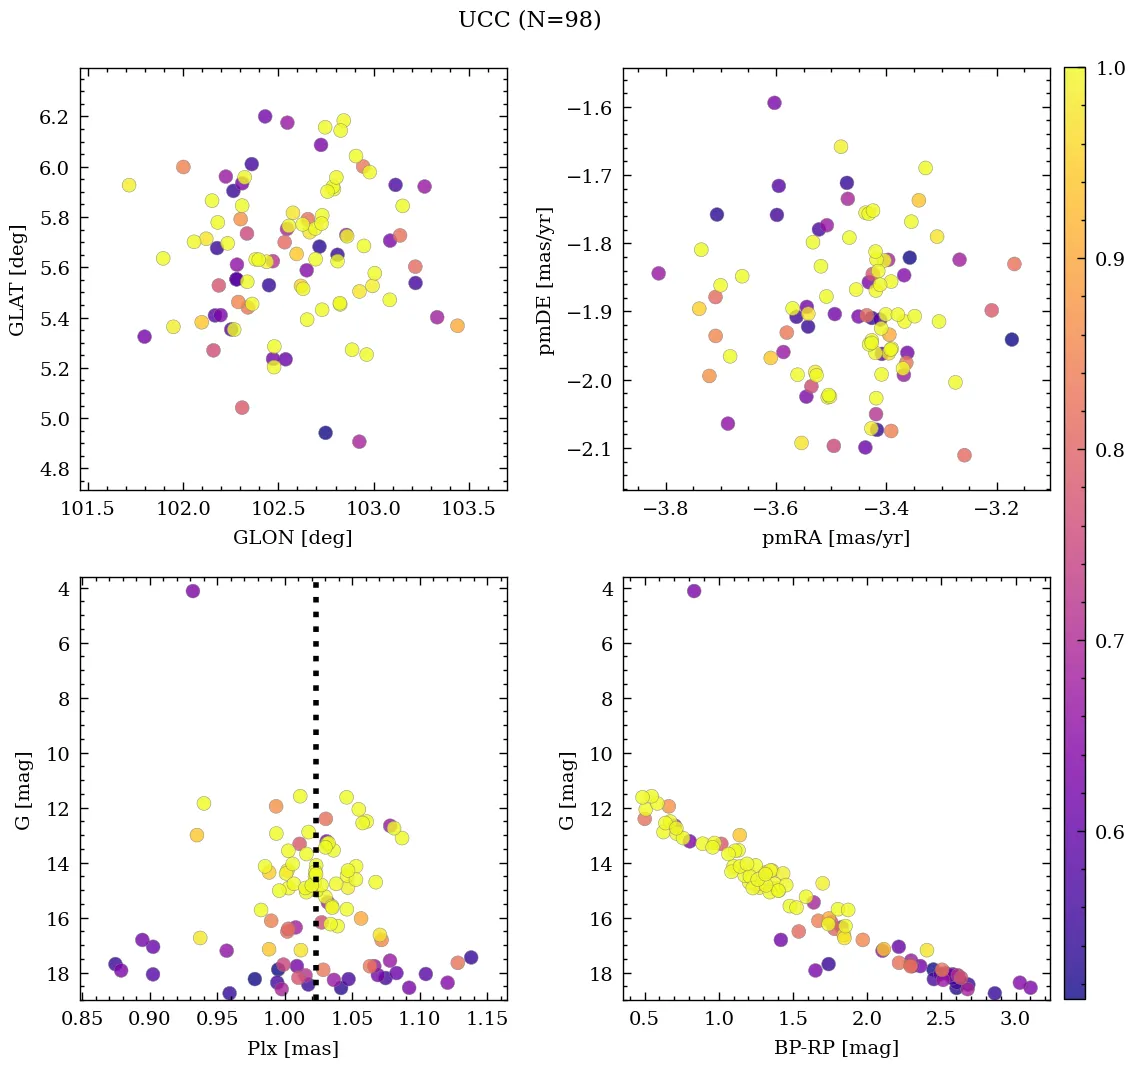 UCC (N=98)
6.2
6.0
5.8
5.6
5.4
5.2
5.0
4.8
GLAT [deg]
101.5 102.0 102.5 103.0 103.5
GLON [deg]
−1.6
−1.7
−1.8
−1.9
−2.0
−2.1
pmDE [mas/yr]
−3.8 −3.6 −3.4 −3.2
pmRA [mas/yr]
1.0
0.9
0.8
0.7
0.6
4
6
8
10
12
14
16
18
G [mag]
0.85 0.90 0.95 1.00 1.05 1.10 1.15
Plx [mas]
4
6
8
10
12
14
16
18
G [mag]
0.5 1.0 1.5 2.0 2.5 3.0
BP-RP [mag]